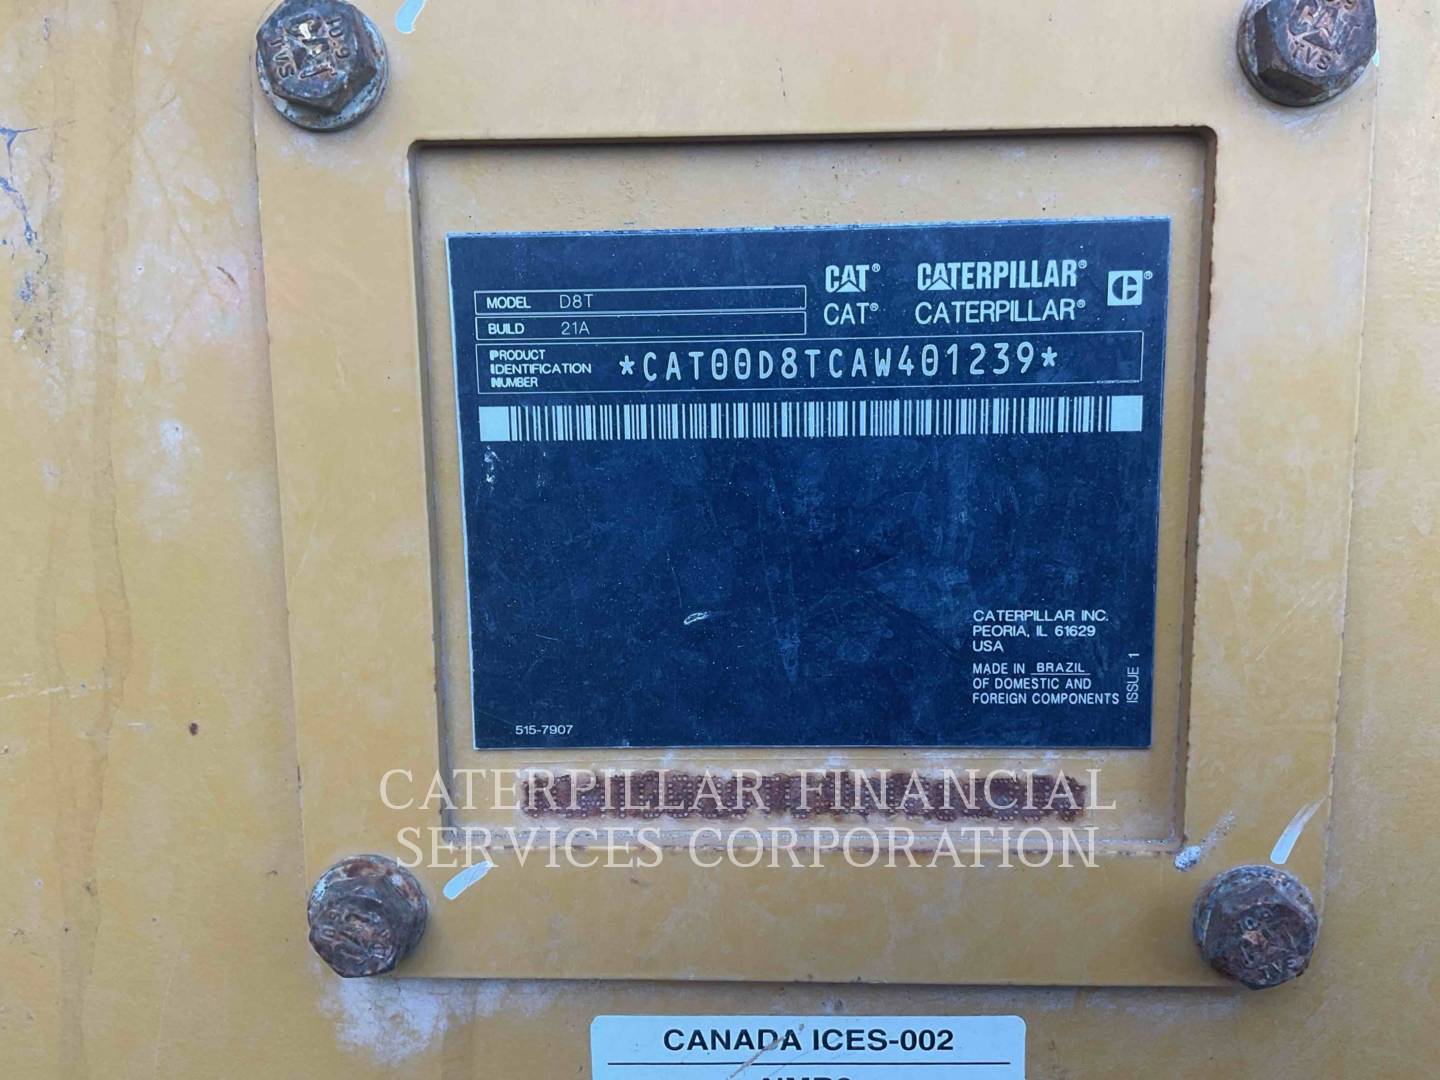 CAT® CATERPILLAR®
CAT® CATERPILLAR®
MODEL D8T
BUILD 21A
PRODUCT
IDENTIFICATION
NUMBER
*CAT00D8TCAW401239*
CATERPILLAR INC.
PEORIA, IL 61629
USA
MADE IN BRAZIL
OF DOMESTIC AND
FOREIGN COMPONENTS
ISSUE 1
515-7907
CATERPILLAR FINANCIAL
SERVICES CORPORATION
CANADA ICES-002
TVS